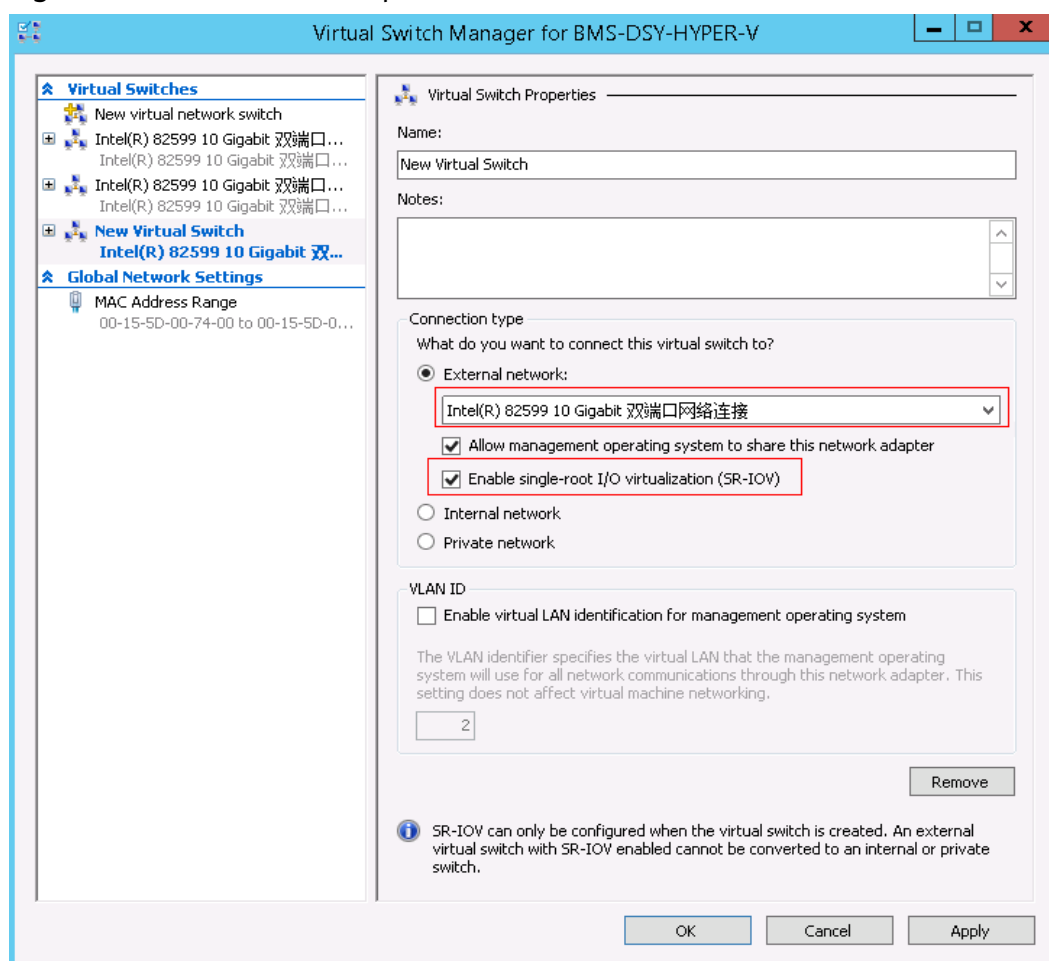 Virtual Switch Manager for BMS-DSY-HYPER-V
Virtual Switches
New virtual network switch
Intel(R) 82599 10 Gigabit 双端口...
Intel(R) 82599 10 Gigabit 双端口...
Intel(R) 82599 10 Gigabit 双端口...
Intel(R) 82599 10 Gigabit 双端口...
New Virtual Switch
Intel(R) 82599 10 Gigabit 双...
Global Network Settings
MAC Address Range
00-15-5D-00-74-00 to 00-15-5D-0...
Virtual Switch Properties
Name:
New Virtual Switch
Notes:
Connection type
What do you want to connect this virtual switch to?
External network:
Intel(R) 82599 10 Gigabit 双端口网络连接
Allow management operating system to share this network adapter
Enable single-root I/O virtualization (SR-IOV)
Internal network
Private network
VLAN ID
Enable virtual LAN identification for management operating system
The VLAN identifier specifies the virtual LAN that the management operating
system will use for all network communications through this network adapter. This
setting does not affect virtual machine networking.
2
Remove
SR-IOV can only be configured when the virtual switch is created. An external
virtual switch with SR-IOV enabled cannot be converted to an internal or private
switch.
OK
Cancel
Apply